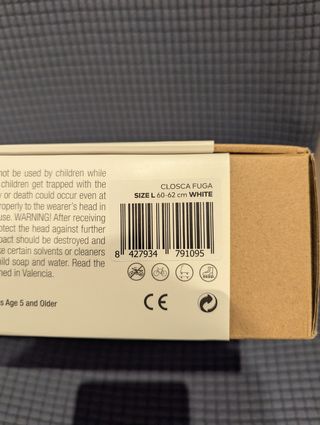 not be used by children while
children get trapped with the
or death could occur even at
properly to the wearer's head in
use. WARNING! After receiving
protect the head against further
pact should be destroyed and
certain solvents or cleaners
ild soap and water. Read the
ned in Valencia.
s Age 5 and Older
CLOSCA FUGA
SIZE L 60-62 cm WHITE
8 427934 791095
CE